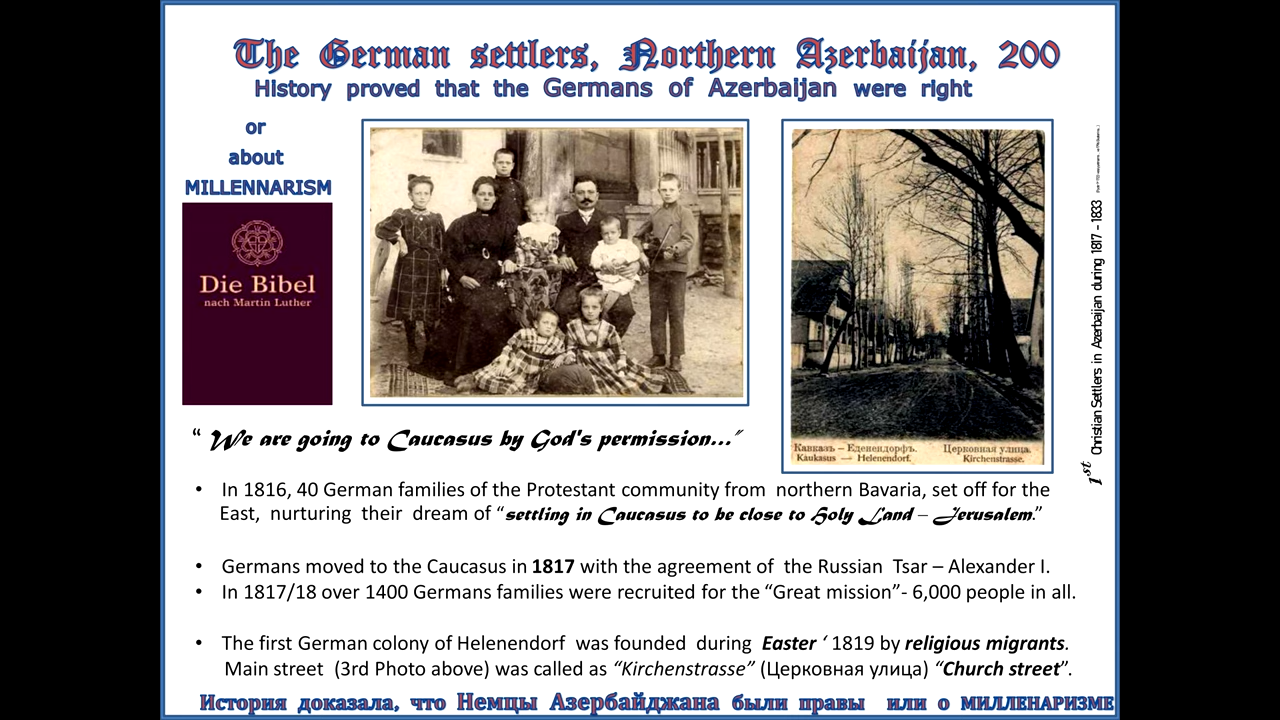 The German settlers, Northern Azerbaijan, 200
History proved that the Germans of Azerbaijan were right
or
about
MILLENNARISM
Die Bibel
nach Martin Luther
Кавказъ – Еленендорфъ. Церковная улица.
Kaukasus — Helenendorf. Kirchenstrasse.
1st Christian Settlers in Azerbaijan during 1817 - 1833
“ We are going to Caucasus by God's permission...”
• In 1816, 40 German families of the Protestant community from northern Bavaria, set off for the
East, nurturing their dream of “settling in Caucasus to be close to Holy Land – Jerusalem.”
• Germans moved to the Caucasus in 1817 with the agreement of the Russian Tsar – Alexander I.
• In 1817/18 over 1400 Germans families were recruited for the “Great mission”- 6,000 people in all.
• The first German colony of Helenendorf was founded during Easter ‘ 1819 by religious migrants.
Main street (3rd Photo above) was called as “Kirchenstrasse” (Церковная улица) “Church street”.
История доказала, что Немцы Азербайджана были правы или о МИЛЛЕНАРИЗМЕ